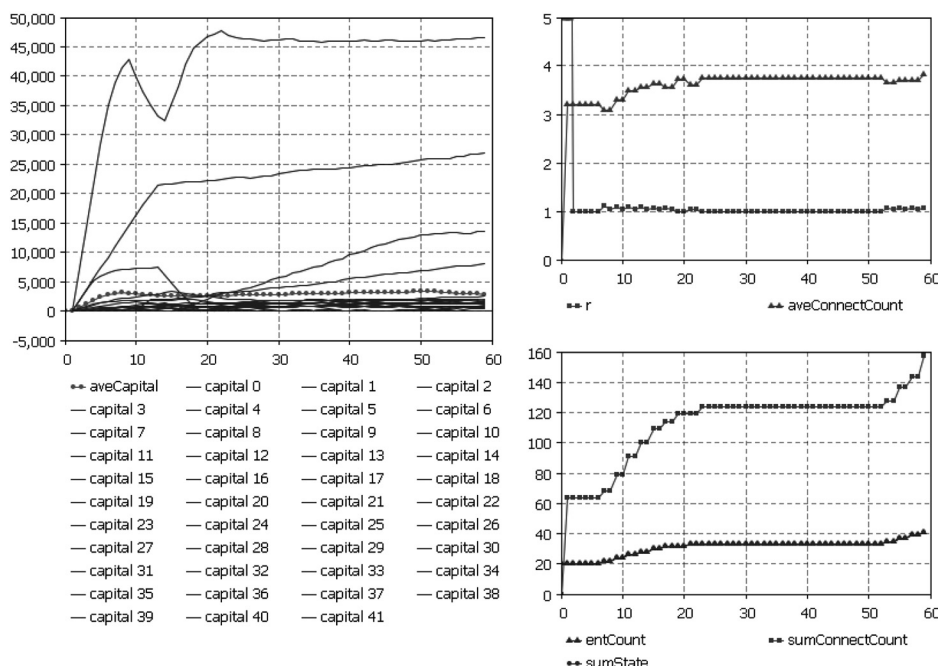 50,000
45,000
40,000
35,000
30,000
25,000
20,000
15,000
10,000
5,000
0
-5,000
0 10 20 30 40 50 60
aveCapital capital 0 capital 1 capital 2
capital 3 capital 4 capital 5 capital 6
capital 7 capital 8 capital 9 capital 10
capital 11 capital 12 capital 13 capital 14
capital 15 capital 16 capital 17 capital 18
capital 19 capital 20 capital 21 capital 22
capital 23 capital 24 capital 25 capital 26
capital 27 capital 28 capital 29 capital 30
capital 31 capital 32 capital 33 capital 34
capital 35 capital 36 capital 37 capital 38
capital 39 capital 40 capital 41
5
4
3
2
1
0
0 10 20 30 40 50 60
r aveConnectCount
160
140
120
100
80
60
40
20
0
0 10 20 30 40 50 60
entCount sumConnectCount
sumState